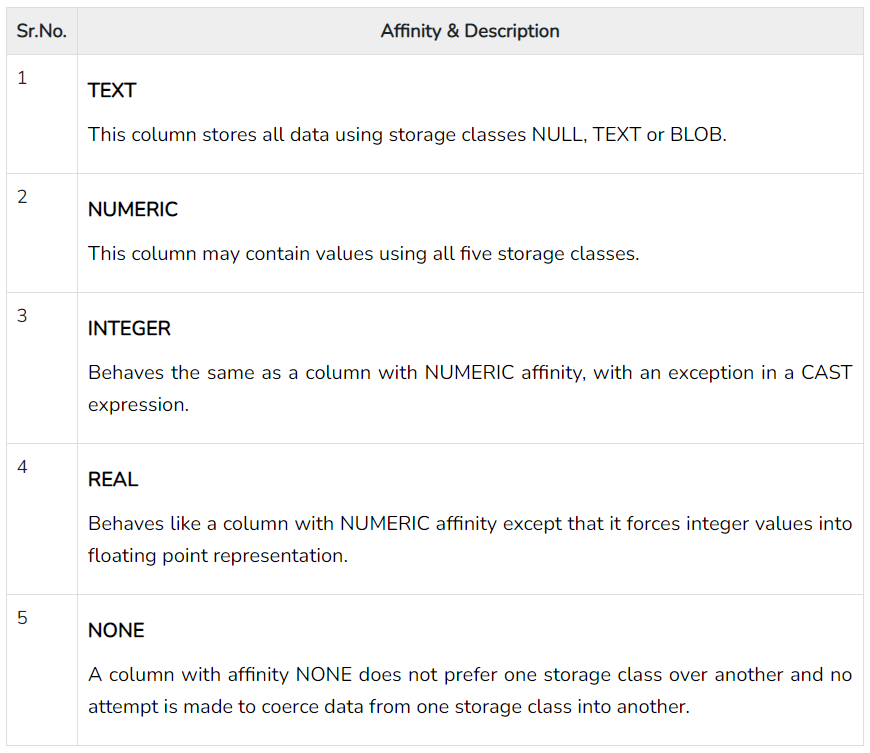 Sr.No. Affinity & Description
1
TEXT
This column stores all data using storage classes NULL, TEXT or BLOB.
2
NUMERIC
This column may contain values using all five storage classes.
3
INTEGER
Behaves the same as a column with NUMERIC affinity, with an exception in a CAST
expression.
4
REAL
Behaves like a column with NUMERIC affinity except that it forces integer values into
floating point representation.
5
NONE
A column with affinity NONE does not prefer one storage class over another and no
attempt is made to coerce data from one storage class into another.